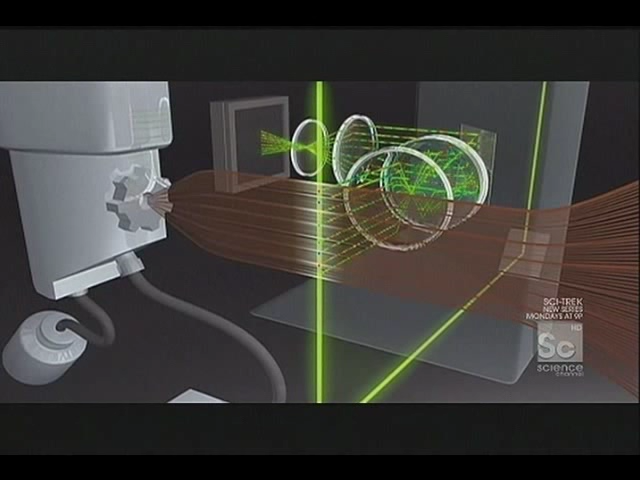 SCI-TREK
NEW SERIES
MONDAYS AT 9P
HD
Sc
science
channel